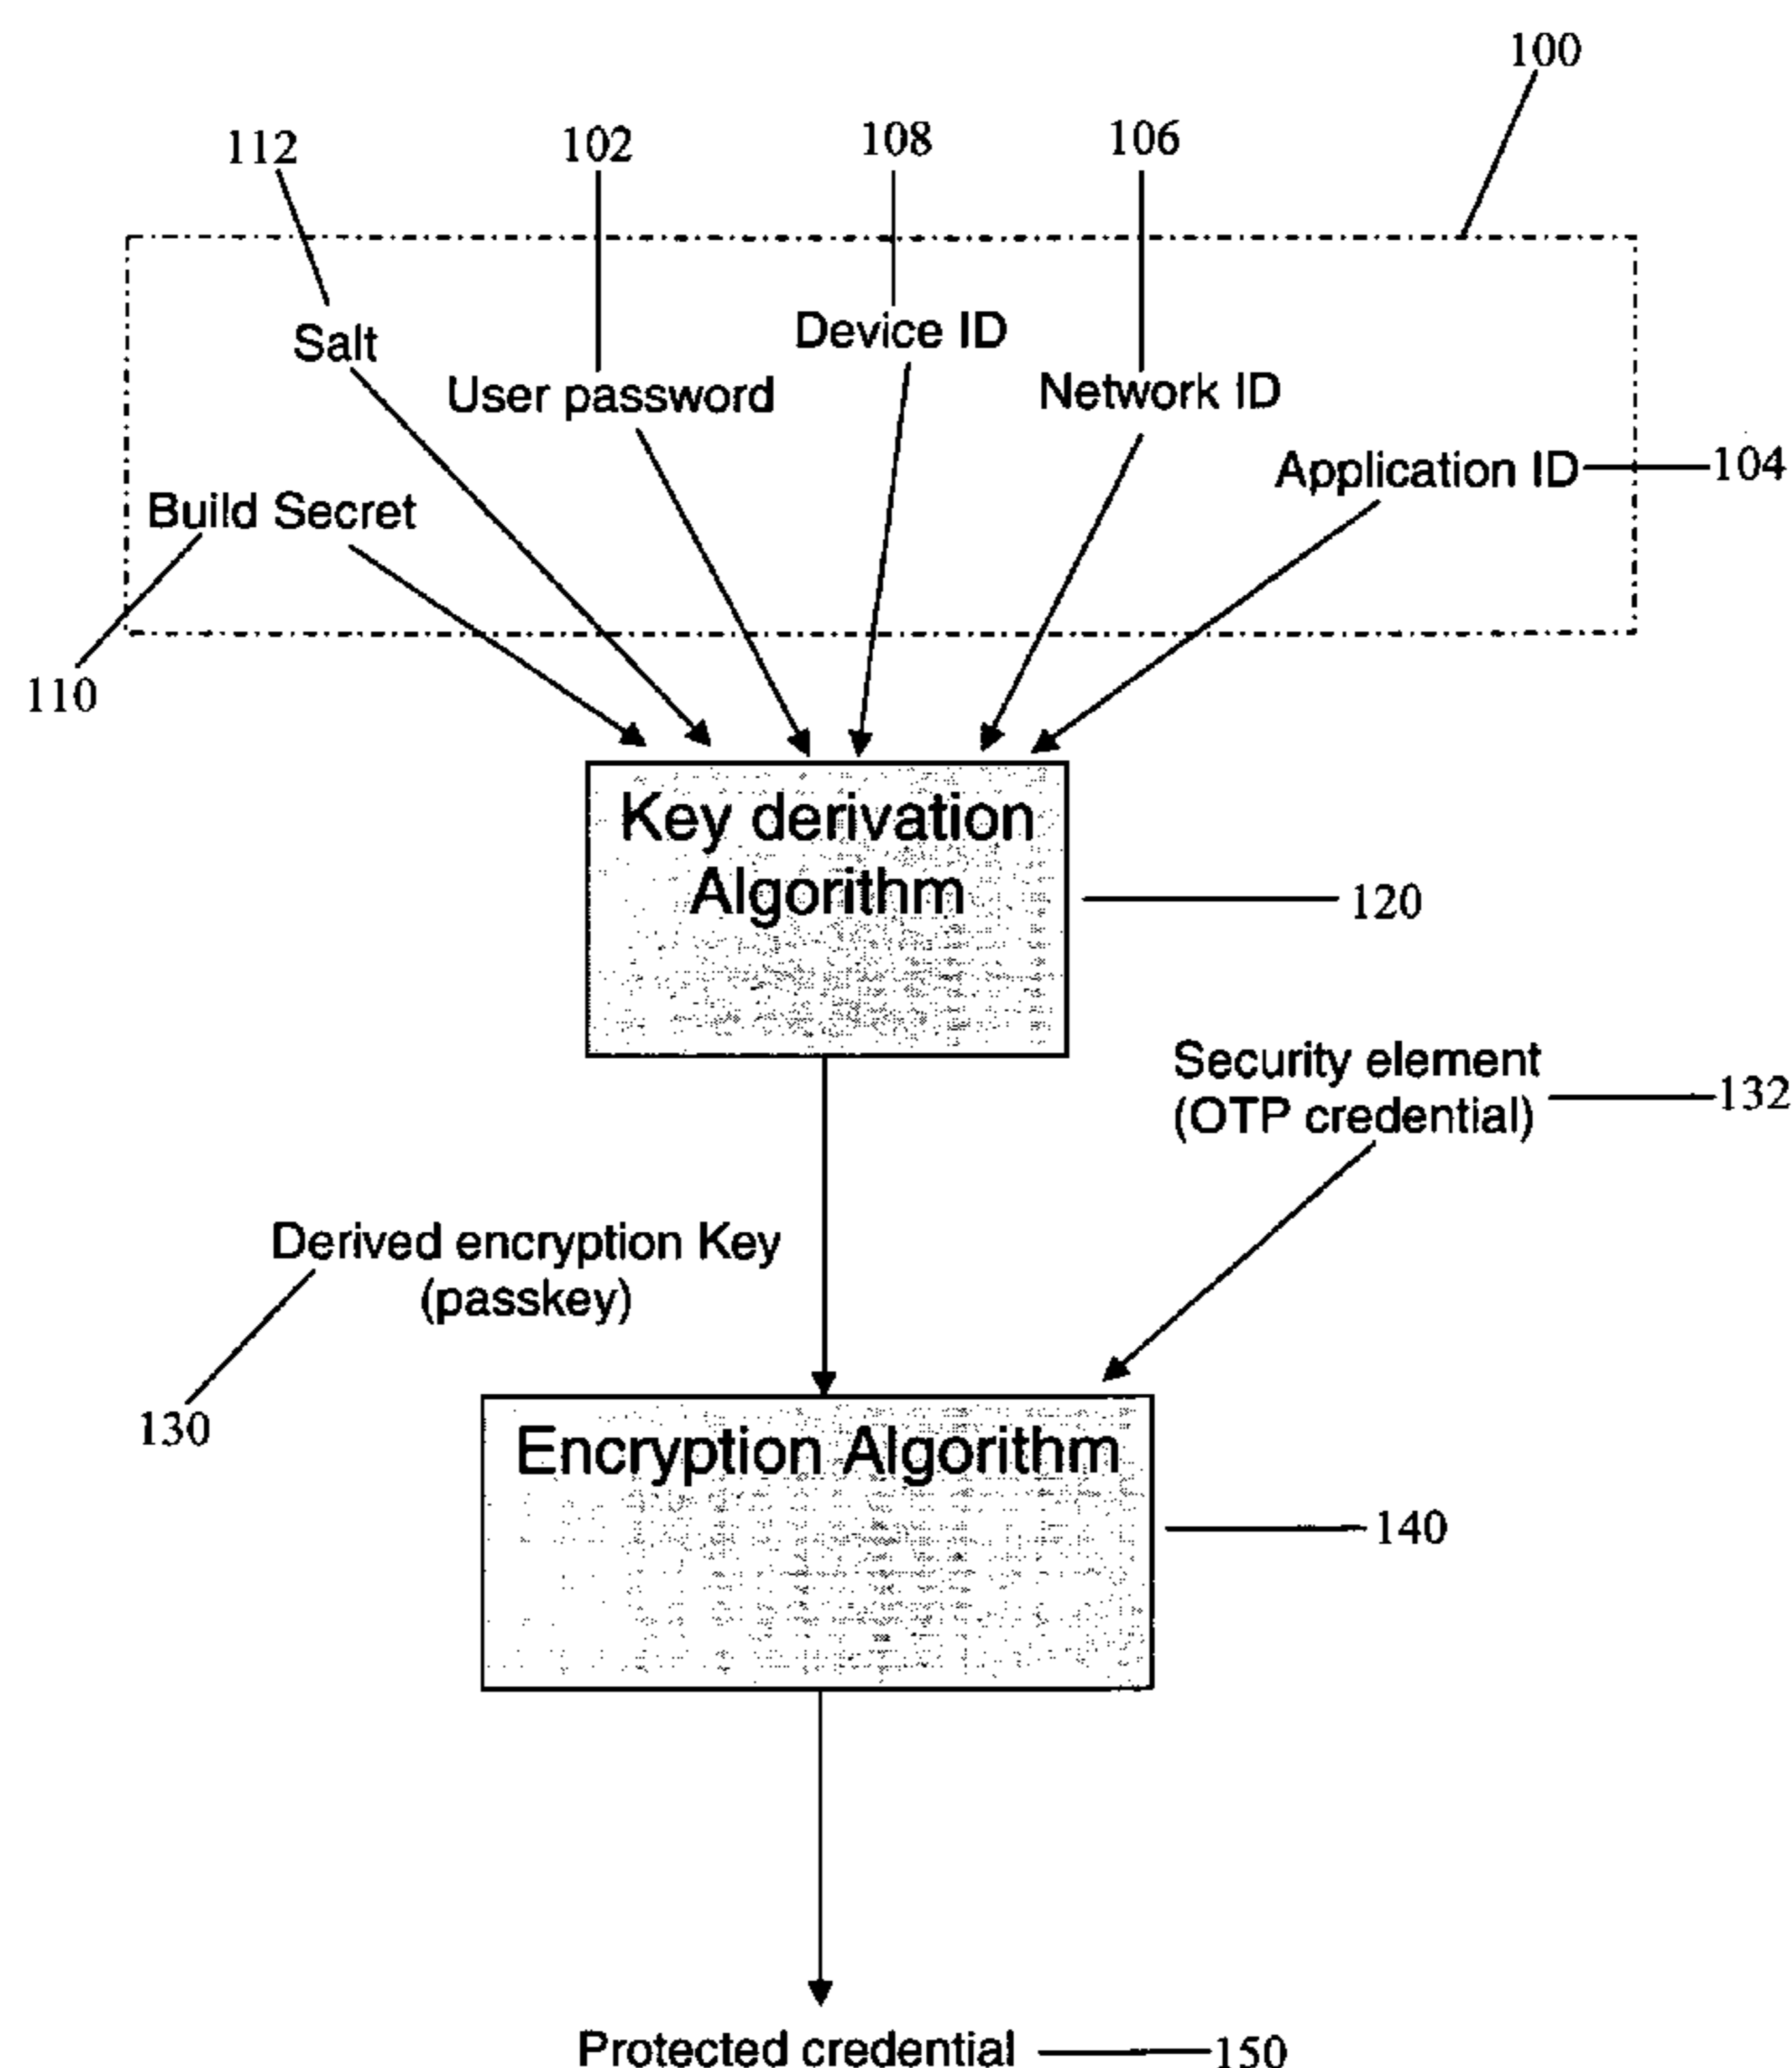 100
112
102
108
106
Salt
Device ID
User password
Network ID
Application ID
104
Build Secret
110
Key derivation
Algorithm
120
Security element
(OTP credential)
132
Derived encryption Key
(passkey)
130
Encryption Algorithm
140
Protected credential
150